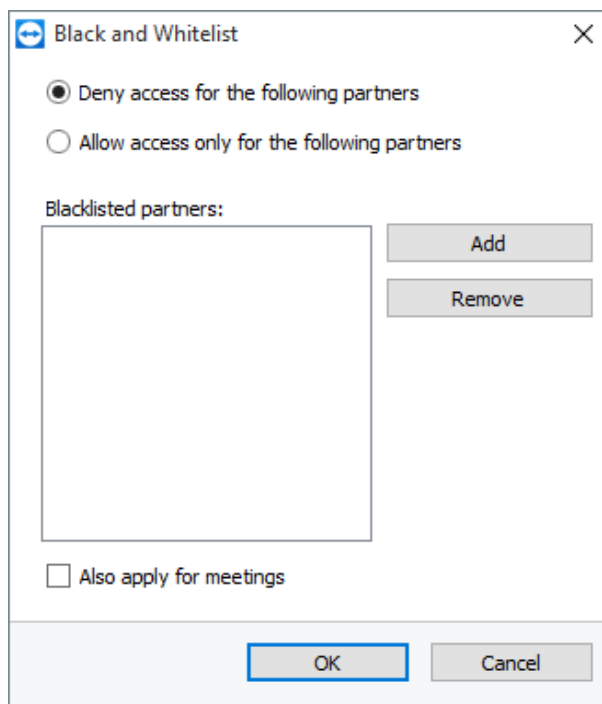 Black and Whitelist
Deny access for the following partners
Allow access only for the following partners
Blacklisted partners:
Add
Remove
Also apply for meetings
OK
Cancel